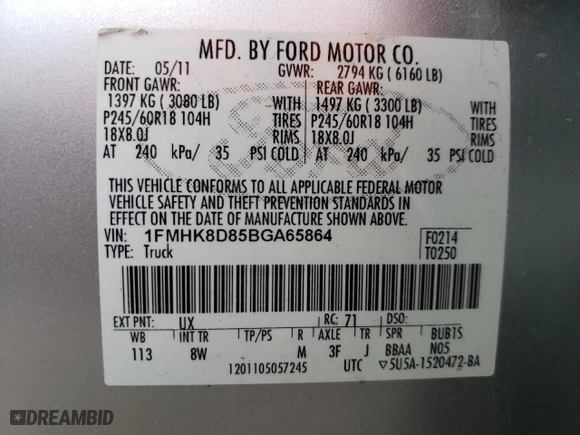 MFD. BY FORD MOTOR CO.
DATE: 05/11 GVWR: 2794 KG ( 6160 LB)
FRONT GAWR: REAR GAWR:
1397 KG ( 3080 LB) WITH 1497 KG ( 3300 LB) WITH
P245/60R18 104H TIRES P245/60R18 104H TIRES
18X8.0J RIMS 18X8.0J RIMS
AT 240 kPa/ 35 PSI COLD AT 240 kPa/ 35 PSI COLD
THIS VEHICLE CONFORMS TO ALL APPLICABLE FEDERAL MOTOR
VEHICLE SAFETY AND THEFT PREVENTION STANDARDS IN
EFFECT ON THE DATE OF MANUFACTURE SHOWN ABOVE.
VIN: 1FMHK8D85BGA65864 F0214
TYPE: Truck T0250
EXT PNT: UX RC: 71 DSO:
WB INT TR TP/PS R AXLE TR SPR BUBTS
113 8W M 3F J BBAA N05
1201105057245 UTC ▽5U5A-1520472-BA
DREAMBID